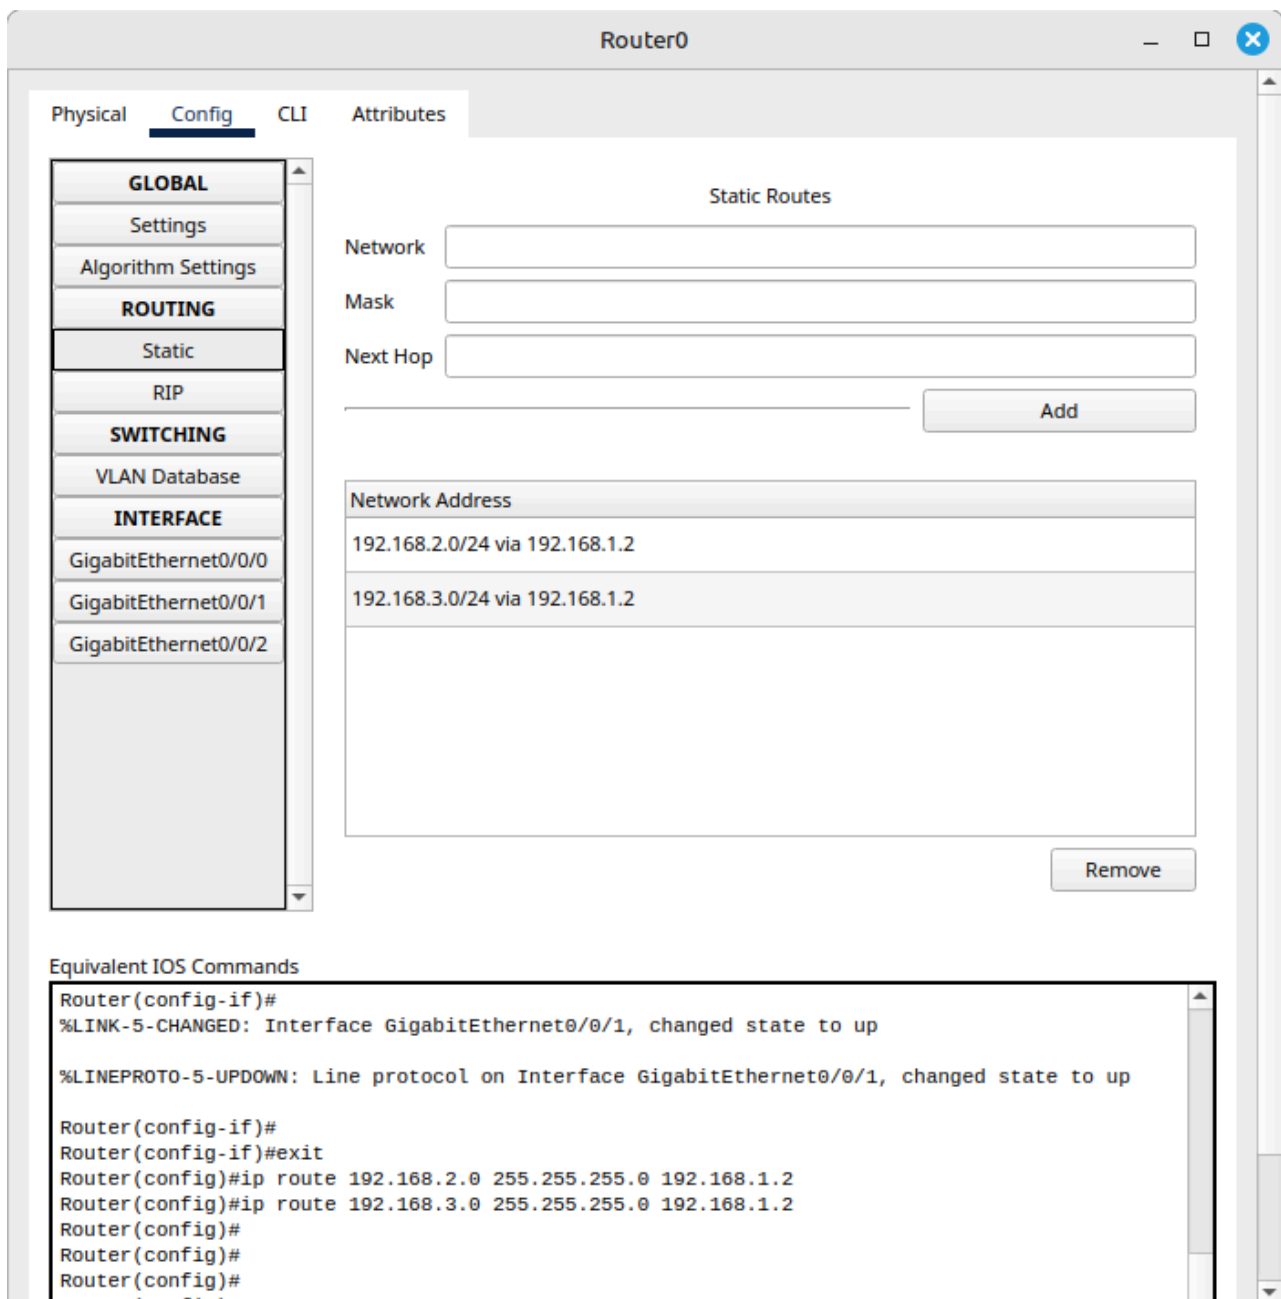 Router0
Physical Config CLI Attributes
GLOBAL
Settings
Algorithm Settings
ROUTING
Static
RIP
SWITCHING
VLAN Database
INTERFACE
GigabitEthernet0/0/0
GigabitEthernet0/0/1
GigabitEthernet0/0/2
Static Routes
Network
Mask
Next Hop
Add
Network Address
192.168.2.0/24 via 192.168.1.2
192.168.3.0/24 via 192.168.1.2
Remove
Equivalent IOS Commands
Router(config-if)#
%LINK-5-CHANGED: Interface GigabitEthernet0/0/1, changed state to up
%LINEPROTO-5-UPDOWN: Line protocol on Interface GigabitEthernet0/0/1, changed state to up
Router(config-if)#
Router(config-if)#exit
Router(config)#ip route 192.168.2.0 255.255.255.0 192.168.1.2
Router(config)#ip route 192.168.3.0 255.255.255.0 192.168.1.2
Router(config)#
Router(config)#
Router(config)#